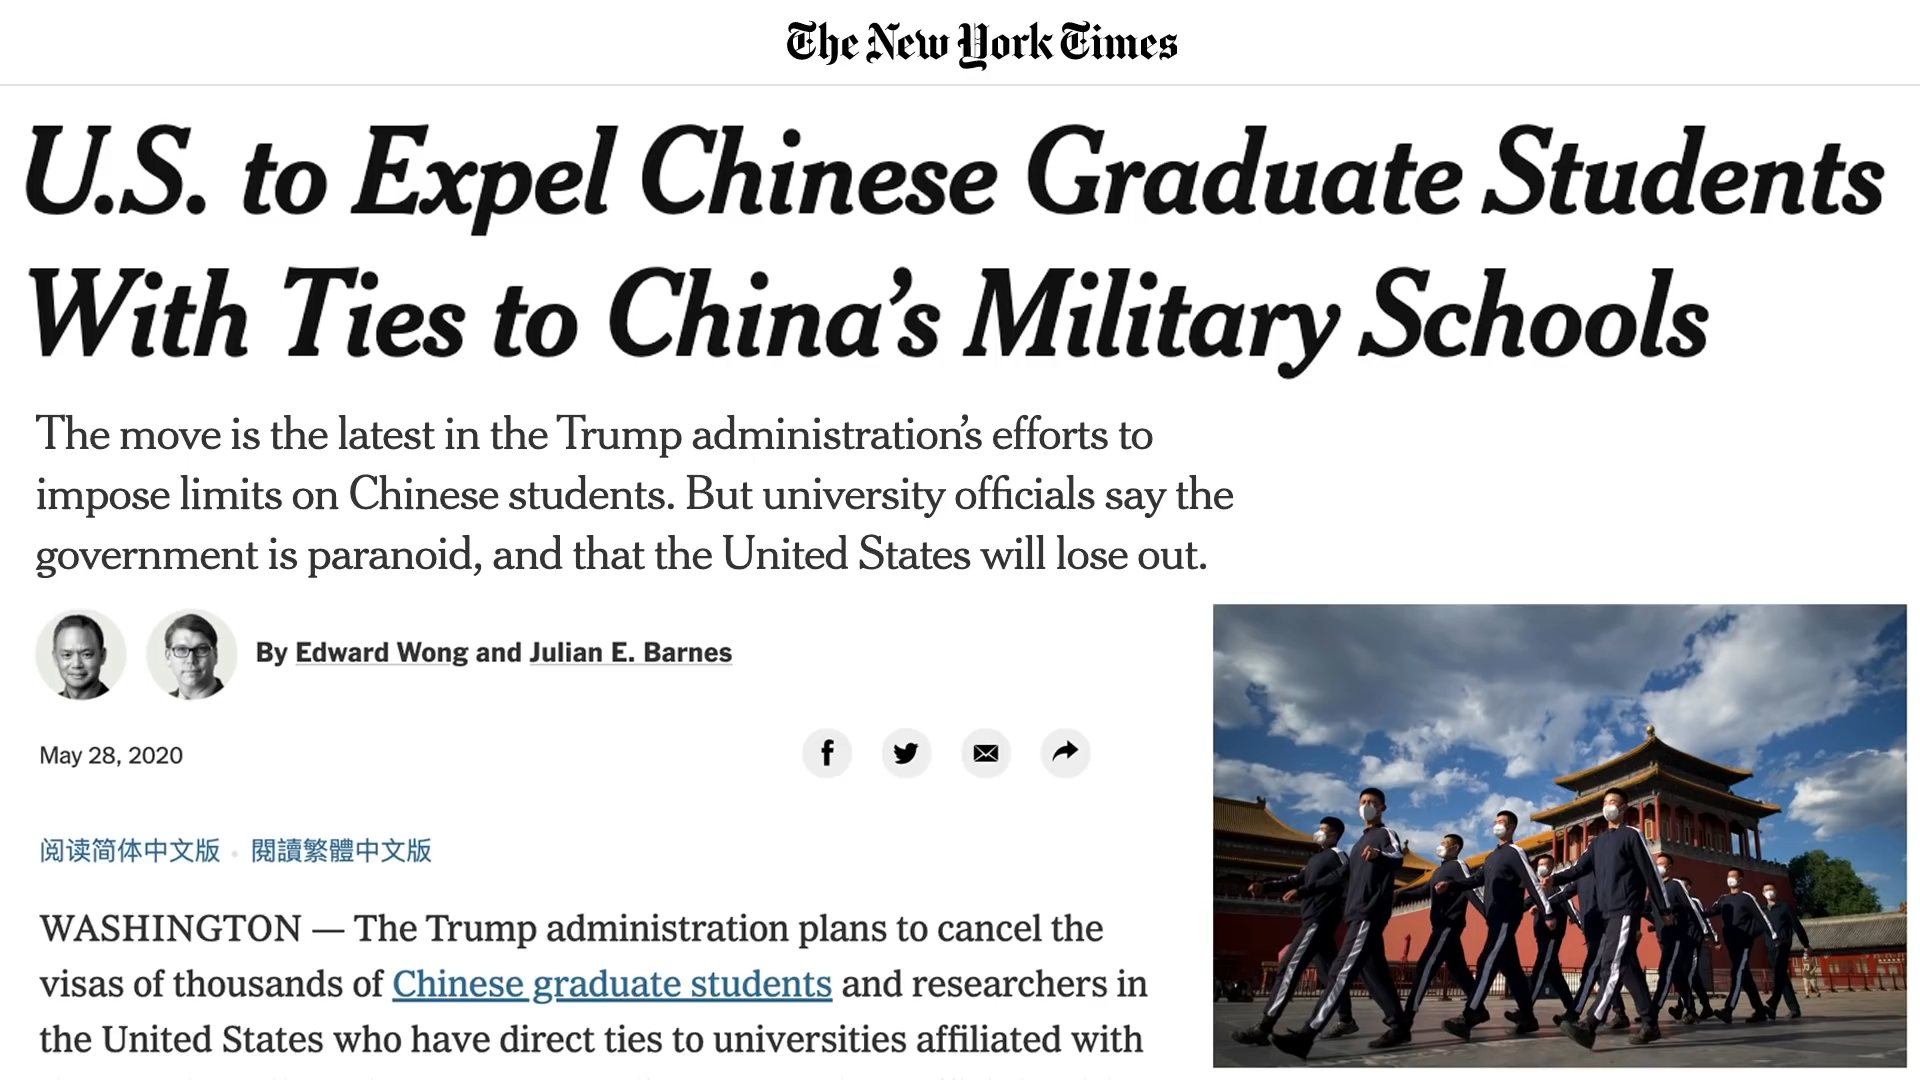 The New York Times
U.S. to Expel Chinese Graduate Students
With Ties to China’s Military Schools
The move is the latest in the Trump administration’s efforts to
impose limits on Chinese students. But university officials say the
government is paranoid, and that the United States will lose out.
By Edward Wong and Julian E. Barnes
May 28, 2020
阅读简体中文版 • 閱讀繁體中文版
WASHINGTON — The Trump administration plans to cancel the
visas of thousands of Chinese graduate students and researchers in
the United States who have direct ties to universities affiliated with